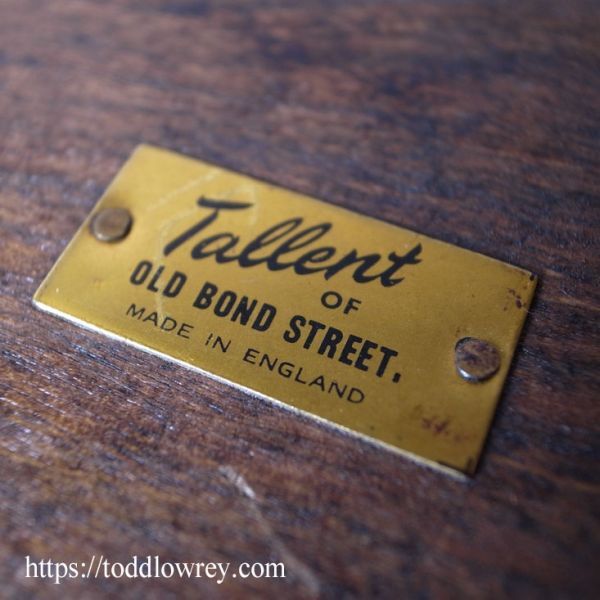 Tallent
OF
OLD BOND STREET.
MADE IN ENGLAND
https://toddlowrey.com